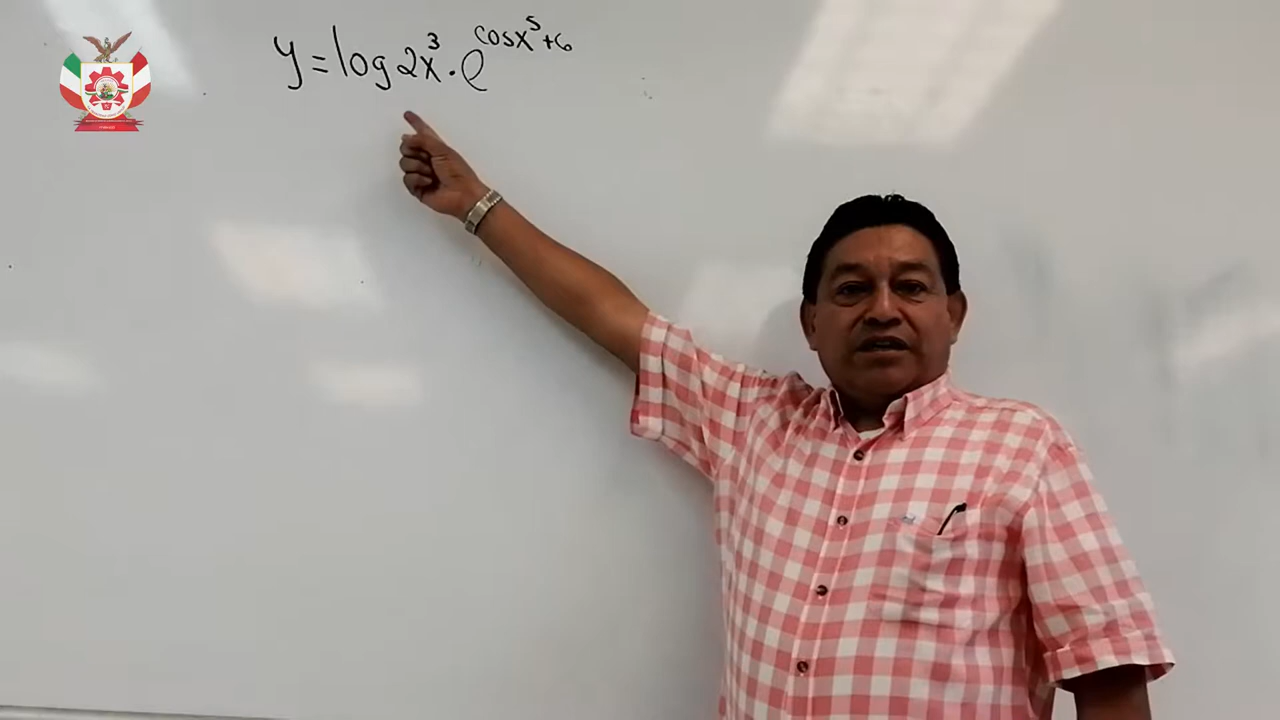 y = log 2x³ · e^(cos x⁵ + 6)